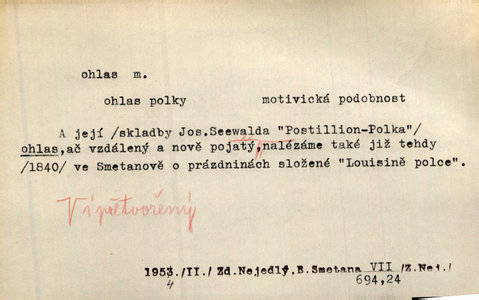 ohlas m.
ohlas polky motivická podobnost
A její /skladby Jos.Seewalda "Postillion-Polka"/
ohlas,ač vzdálený a nově pojatý,nalézáme také již tehdy
/1840/ ve Smetanově o prázdninách složené "Louisině polce".
1953./II./ Zd.Nejedlý,B.Smetana VII /Z.Nej./
4 694,24